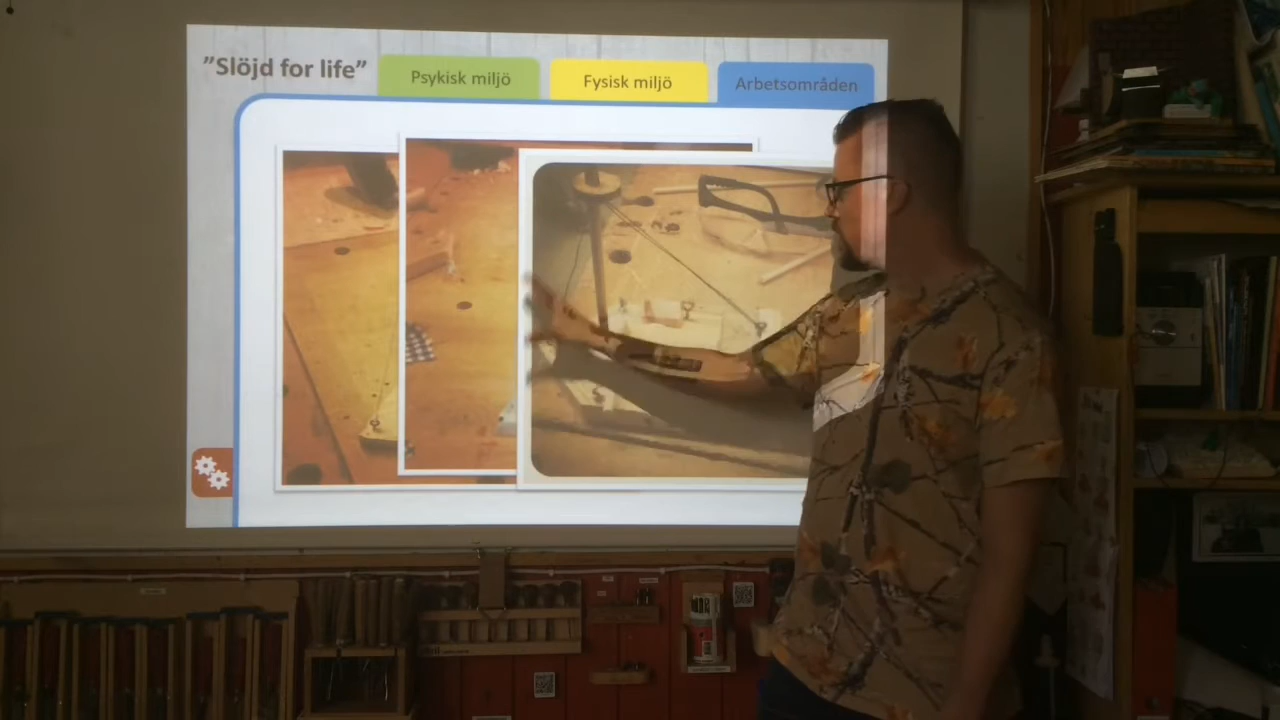 ”Slöjd for life”
Psykisk miljö
Fysisk miljö
Arbetsområden